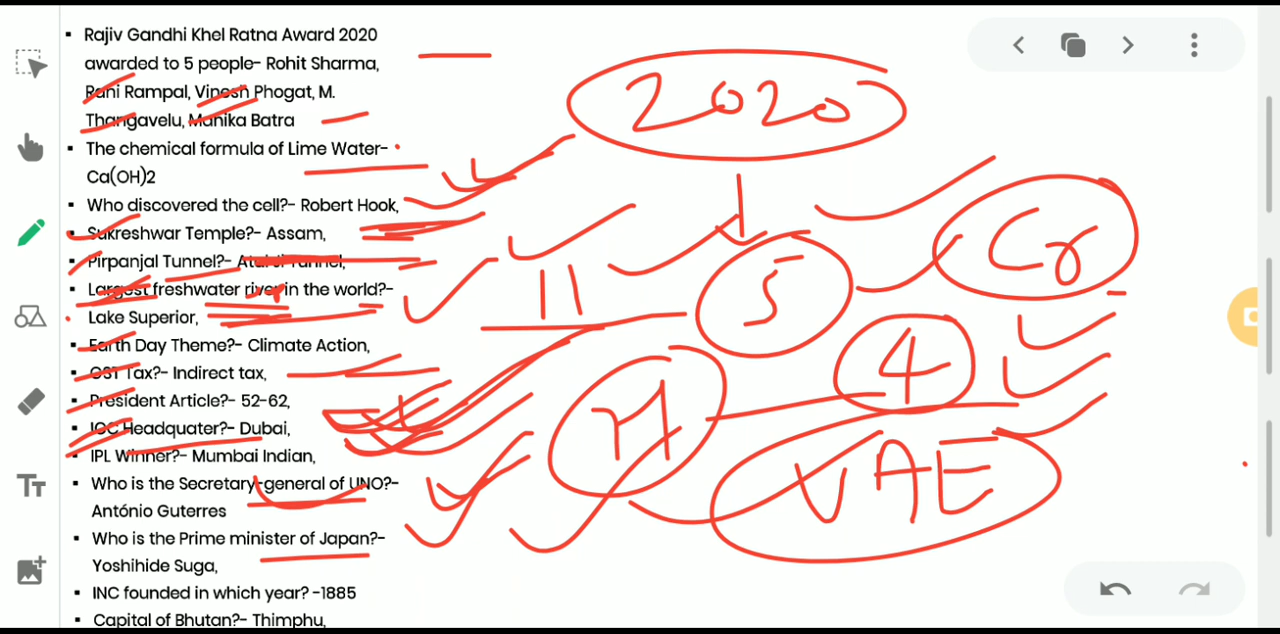 Rajiv Gandhi Khel Ratna Award 2020
awarded to 5 people- Rohit Sharma,
Rani Rampal, Vinesh Phogat, M.
Thangavelu, Manika Batra
The chemical formula of Lime Water-
Ca(OH)2
Who discovered the cell?- Robert Hook,
Sukreshwar Temple?- Assam,
Pirpanjal Tunnel?- Atal Tunnel,
Largest freshwater river in the world?-
Lake Superior,
Earth Day Theme?- Climate Action,
GST Tax?- Indirect tax,
President Article?- 52-62,
Headquater?- Dubai,
IPL Winner?- Mumbai Indian,
Who is the Secretary-general of UNO?-
António Guterres
Who is the Prime minister of Japan?-
Yoshihide Suga,
INC founded in which year? -1885
Capital of Bhutan?- Thimphu,
2020
5
Cr
11
4
UAE
TT